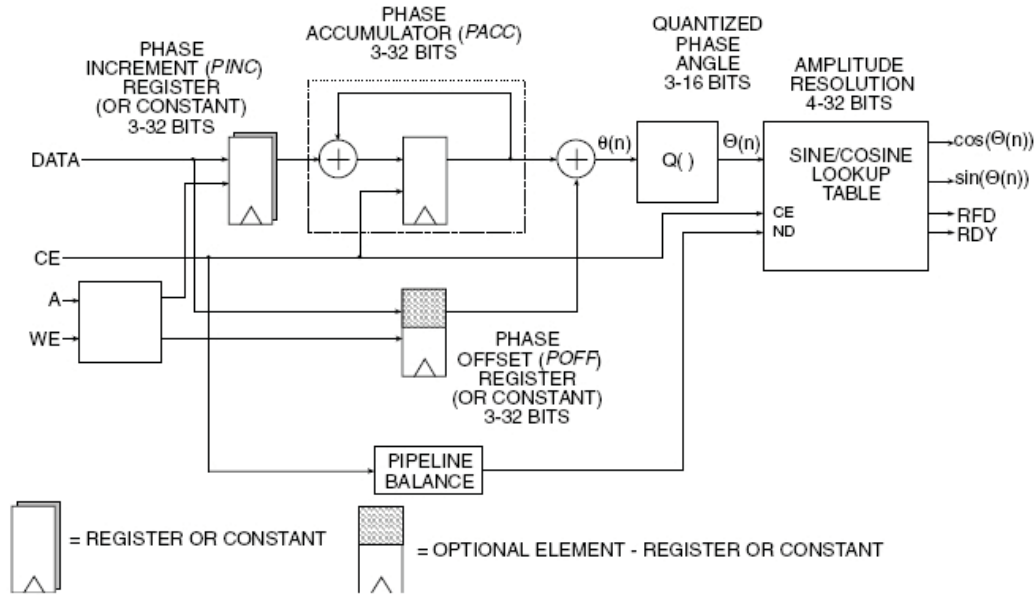 PHASE
INCREMENT (PINC)
REGISTER
(OR CONSTANT)
3-32 BITS
PHASE
ACCUMULATOR (PACC)
3-32 BITS
QUANTIZED
PHASE
ANGLE
3-16 BITS
AMPLITUDE
RESOLUTION
4-32 BITS
DATA
+
+
θ(n)
Q( )
Θ(n)
SINE/COSINE
LOOKUP
TABLE
CE
ND
cos(Θ(n))
sin(Θ(n))
RFD
RDY
CE
A
WE
PHASE
OFFSET (POFF)
REGISTER
(OR CONSTANT)
3-32 BITS
PIPELINE
BALANCE
= REGISTER OR CONSTANT
= OPTIONAL ELEMENT - REGISTER OR CONSTANT